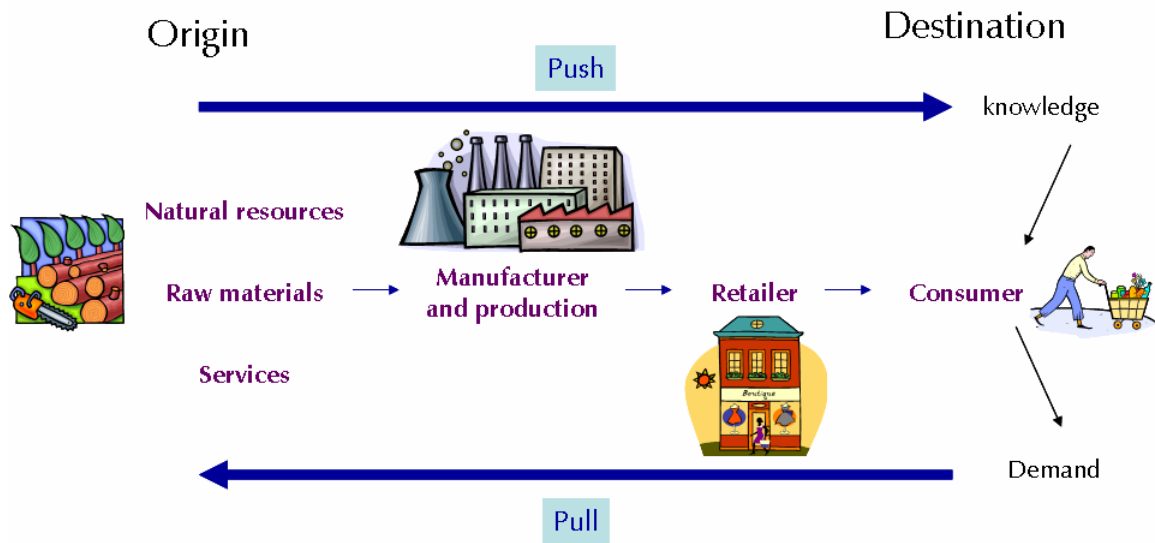 Origin
Destination
Push
knowledge
Natural resources
Raw materials
Manufacturer
and production
Retailer
Consumer
Services
Boutique
Demand
Pull